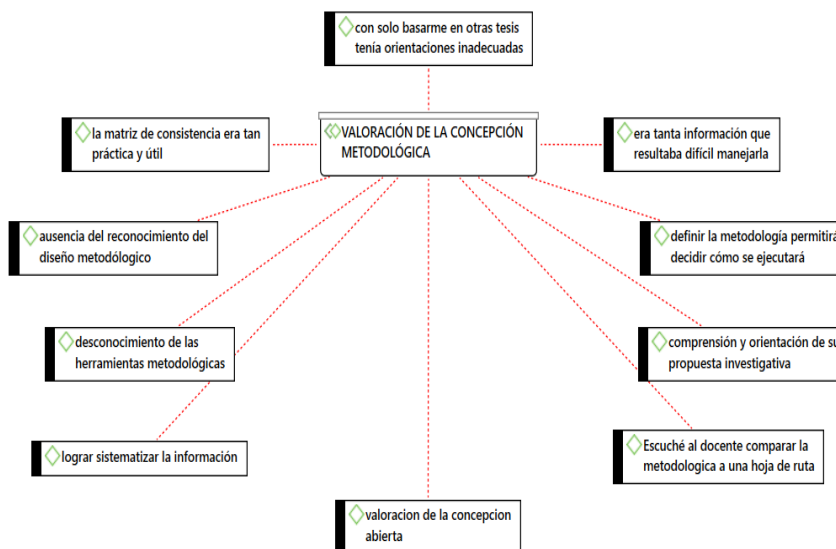 con solo basarme en otras tesis
tenía orientaciones inadecuadas
la matriz de consistencia era tan
práctica y útil
VALORACIÓN DE LA CONCEPCIÓN
METODOLÓGICA
era tanta información que
resultaba difícil manejarla
ausencia del reconocimiento del
diseño metodólogico
definir la metodología permitirá
decidir cómo se ejecutará
desconocimiento de las
herramientas metodológicas
comprensión y orientación de su
propuesta investigativa
lograr sistematizar la información
Escuché al docente comparar la
metodologica a una hoja de ruta
valoracion de la concepcion
abierta